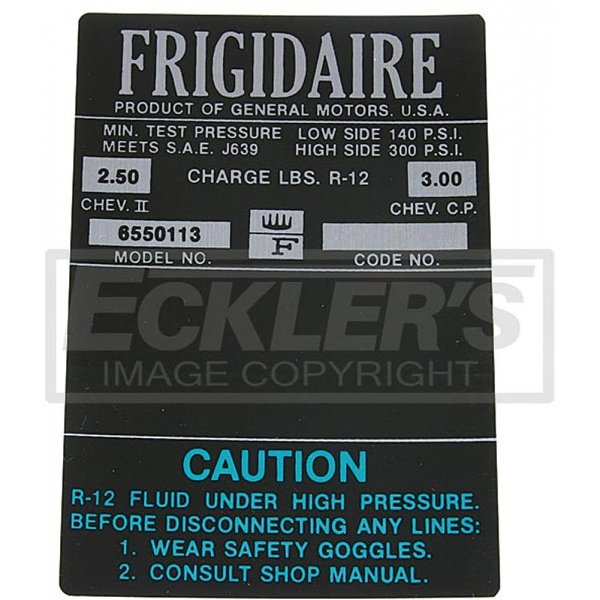 FRIGIDAIRE
PRODUCT OF GENERAL MOTORS. U.S.A.
MIN. TEST PRESSURE LOW SIDE 140 P.S.I.
MEETS S.A.E. J639 HIGH SIDE 300 P.S.I.
2.50 CHARGE LBS. R-12 3.00
CHEV. II CHEV. C.P.
6550113 F
MODEL NO. CODE NO.
ECKLER'S
IMAGE COPYRIGHT
CAUTION
R-12 FLUID UNDER HIGH PRESSURE.
BEFORE DISCONNECTING ANY LINES:
1. WEAR SAFETY GOGGLES.
2. CONSULT SHOP MANUAL.